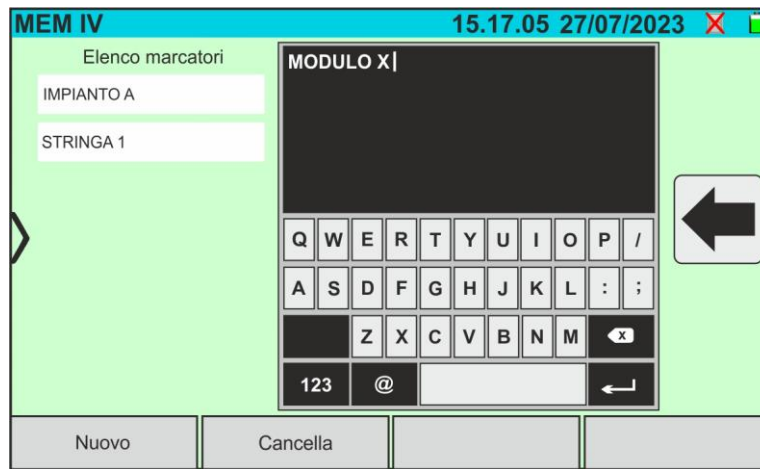 MEM IV 15.17.05 27/07/2023
Elenco marcatori
IMPIANTO A
STRINGA 1
MODULO X
Q W E R T Y U I O P /
A S D F G H J K L : ;
Z X C V B N M X
123 @
Nuovo Cancella